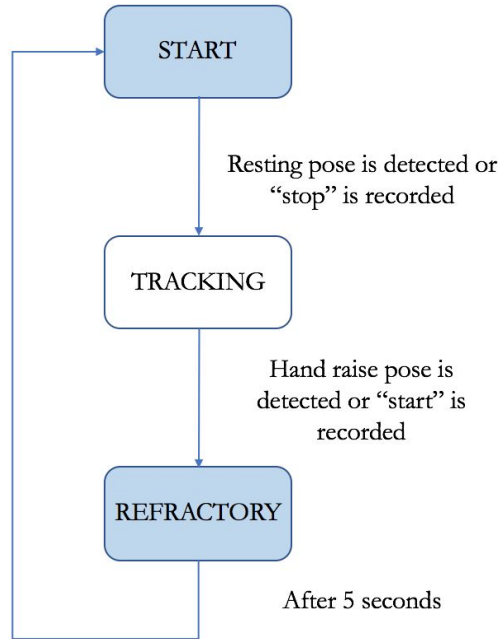 START
Resting pose is detected or
“stop” is recorded
TRACKING
Hand raise pose is
detected or “start” is
recorded
REFRACTORY
After 5 seconds